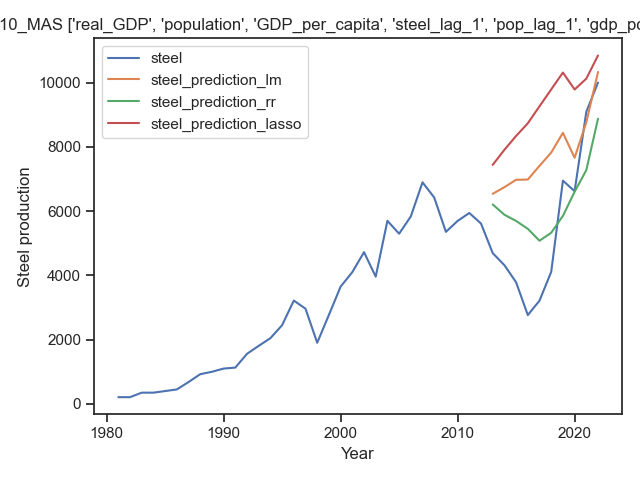 10_MAS ['real_GDP', 'population', 'GDP_per_capita', 'steel_lag_1', 'pop_lag_1', 'gdp_pc
steel
steel_prediction_lm
steel_prediction_rr
steel_prediction_lasso
Steel production
10000
8000
6000
4000
2000
0
1980
1990
2000
2010
2020
Year